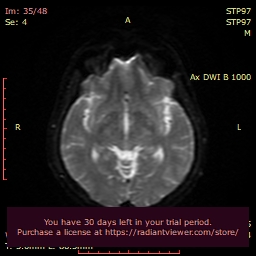 Im: 35/48
Se: 4
STP97
STP97
M
A
Ax DWI B 1000
R
L
You have 30 days left in your trial period.
Purchase a license at https://radiantviewer.com/store/